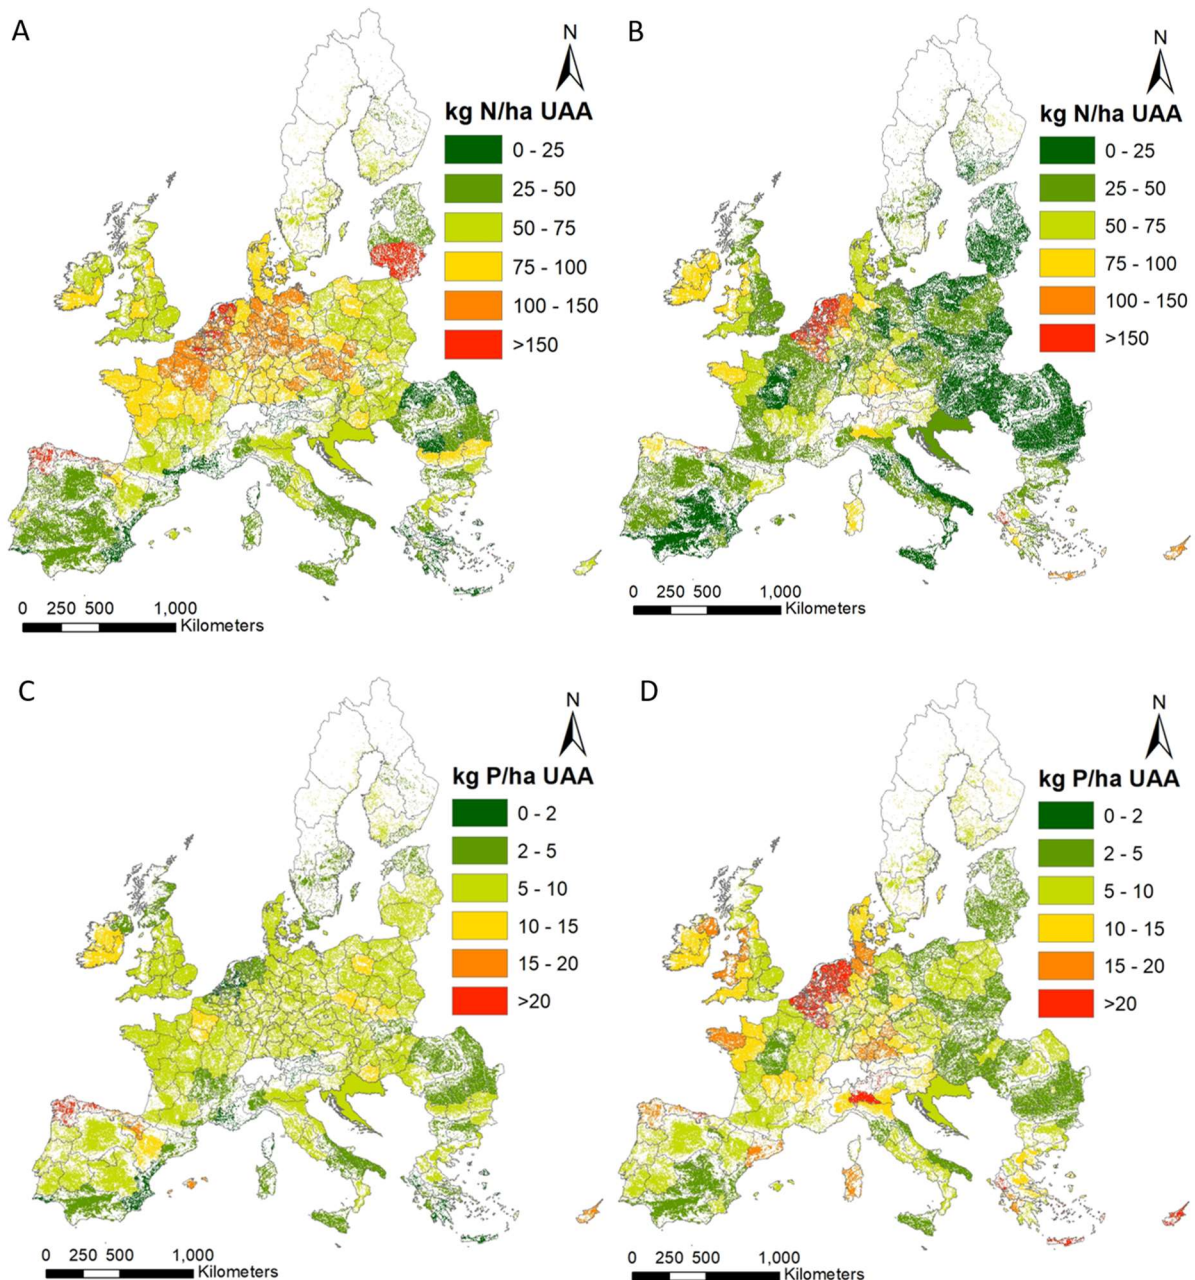 A
N
kg N/ha UAA
0 - 25
25 - 50
50 - 75
75 - 100
100 - 150
>150
0 250 500 1,000
Kilometers
B
N
kg N/ha UAA
0 - 25
25 - 50
50 - 75
75 - 100
100 - 150
>150
0 250 500 1,000
Kilometers
C
N
kg P/ha UAA
0 - 2
2 - 5
5 - 10
10 - 15
15 - 20
>20
0 250 500 1,000
Kilometers
D
N
kg P/ha UAA
0 - 2
2 - 5
5 - 10
10 - 15
15 - 20
>20
0 250 500 1,000
Kilometers